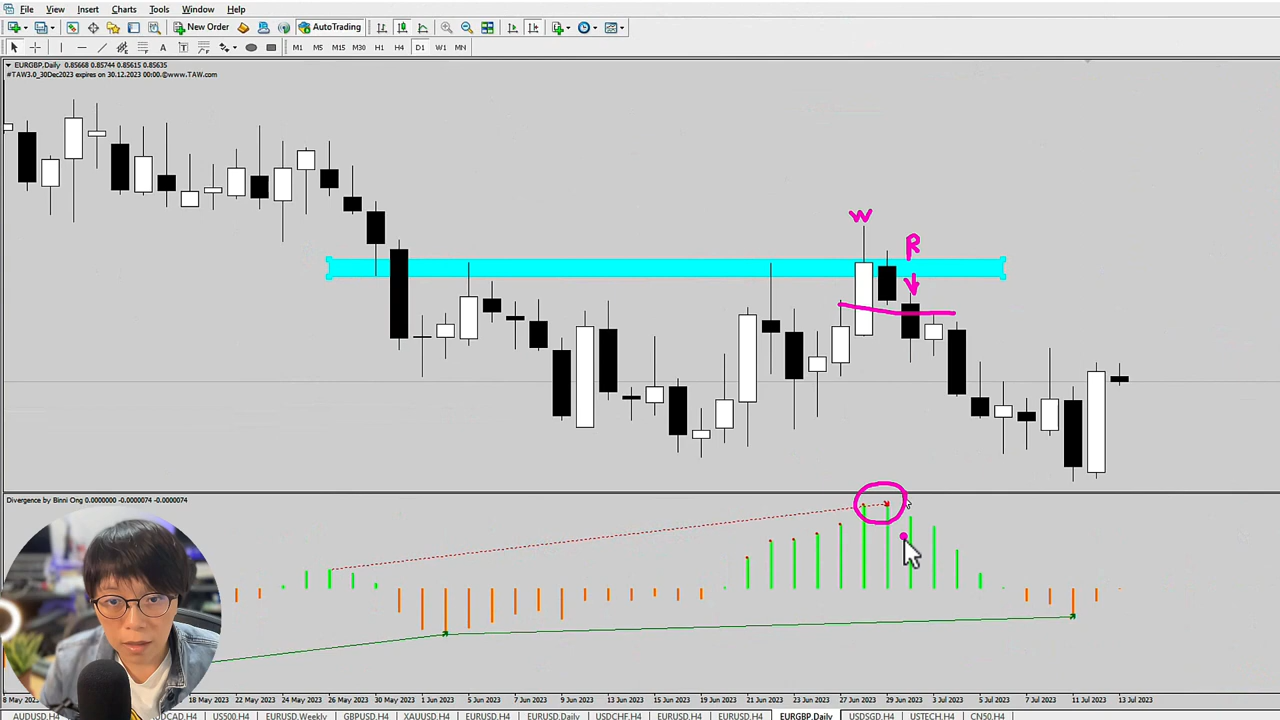 File View Insert Charts Tools Window Help
New Order AutoTrading
A T M1 M5 M15 M30 H1 H4 D1 W1 MN
EURGBP,Daily 0.85668 0.85744 0.85615 0.85635
#TAW3.0_30Dec2023 expires on 30.12.2023 00:00.©www.TAW.com
W
R
Divergence by Binni Ong 0.0000000 -0.0000074 -0.0000074
8 May 2023 18 May 2023 22 May 2023 24 May 2023 26 May 2023 30 May 2023 1 Jun 2023 5 Jun 2023 7 Jun 2023 9 Jun 2023 13 Jun 2023 15 Jun 2023 19 Jun 2023 21 Jun 2023 23 Jun 2023 27 Jun 2023 29 Jun 2023 3 Jul 2023 5 Jul 2023 7 Jul 2023 11 Jul 2023 13 Jul 2023
AUDUSD.H4 CAD.H4 US500.H4 EURUSD.Weekly GBPUSD.H4 XAUUSD.H4 EURUSD.H4 EURUSD.Daily USDCHF.H4 EURUSD.H4 EURUSD.H4 EURGBP.Daily USDSGD.H4 USTECH.H4 CN50.H4